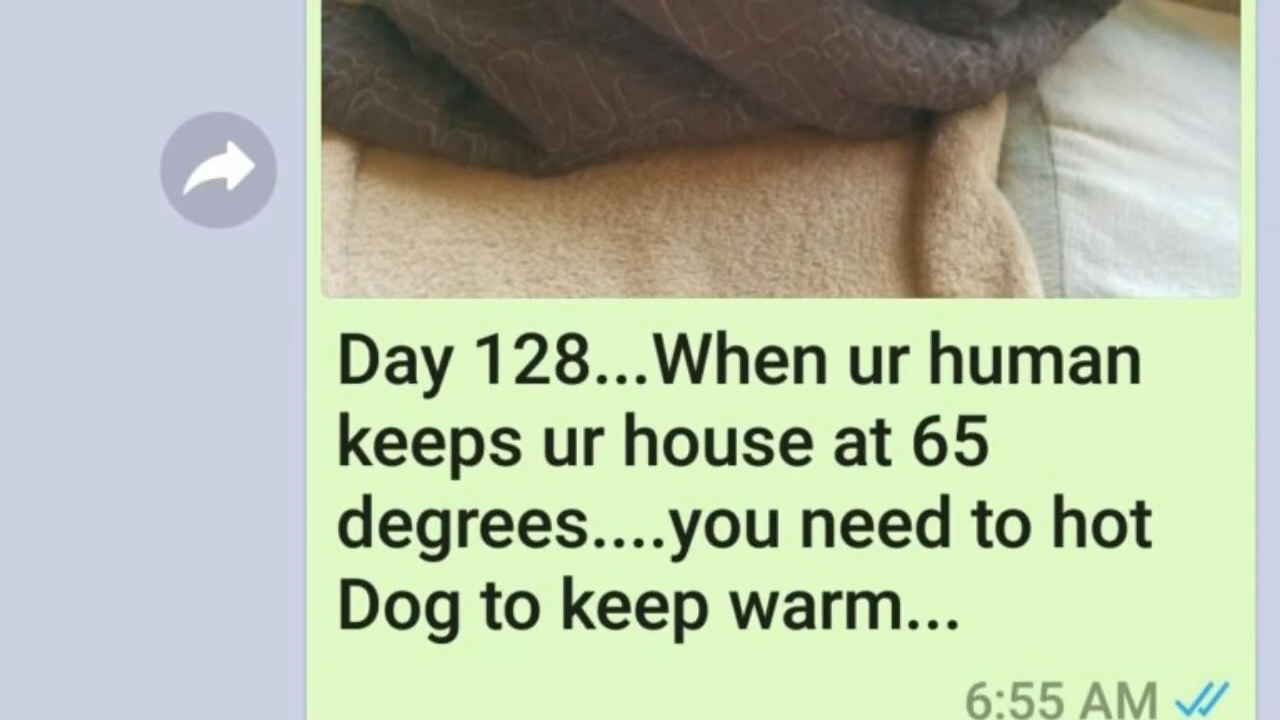 Day 128...When ur human
keeps ur house at 65
degrees....you need to hot
Dog to keep warm...
6:55 AM